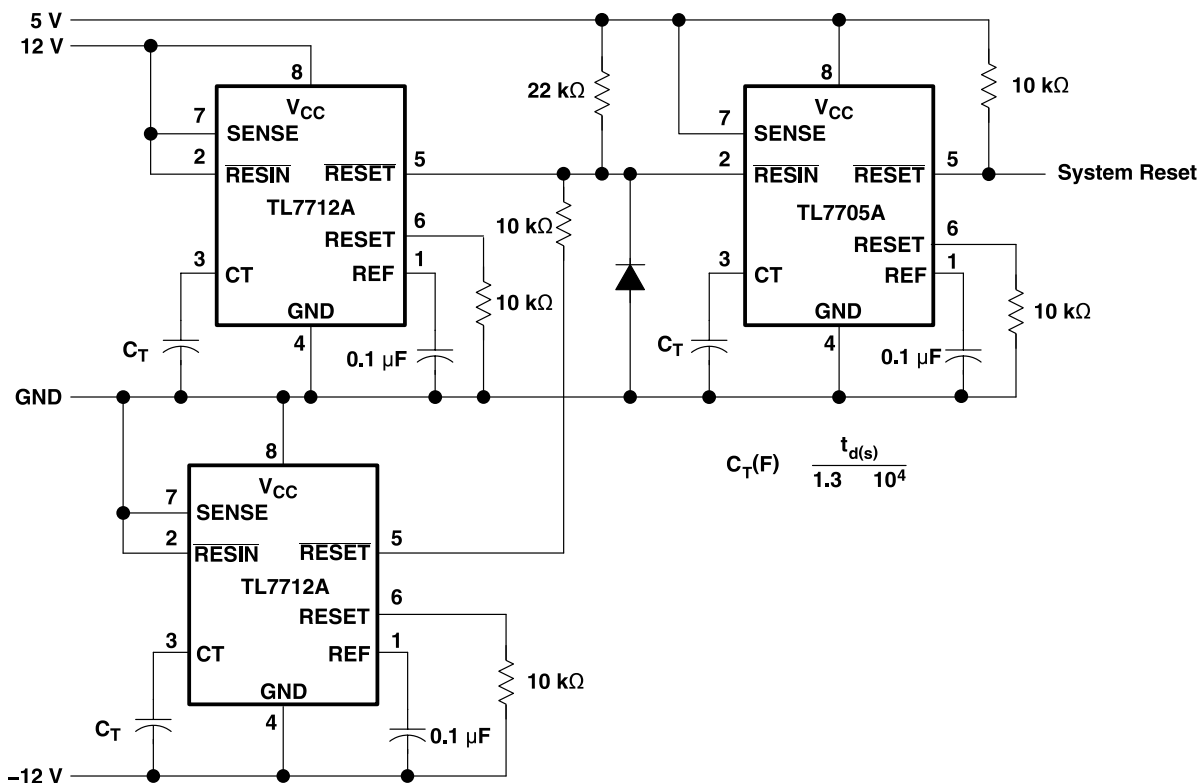 5 V
12 V
8
VCC
7
SENSE
2
RESIN
RESET
5
TL7712A
RESET
6
3
CT
REF
1
GND
4
CT
0.1 µF
10 kΩ
22 kΩ
10 kΩ
8
VCC
7
SENSE
2
RESIN
RESET
5
TL7705A
RESET
6
3
CT
REF
1
GND
4
CT
0.1 µF
10 kΩ
10 kΩ
System Reset
GND
8
VCC
7
SENSE
2
RESIN
RESET
5
TL7712A
RESET
6
3
CT
REF
1
GND
4
CT
0.1 µF
10 kΩ
–12 V
CT(F) td(s)
1.3 10⁴